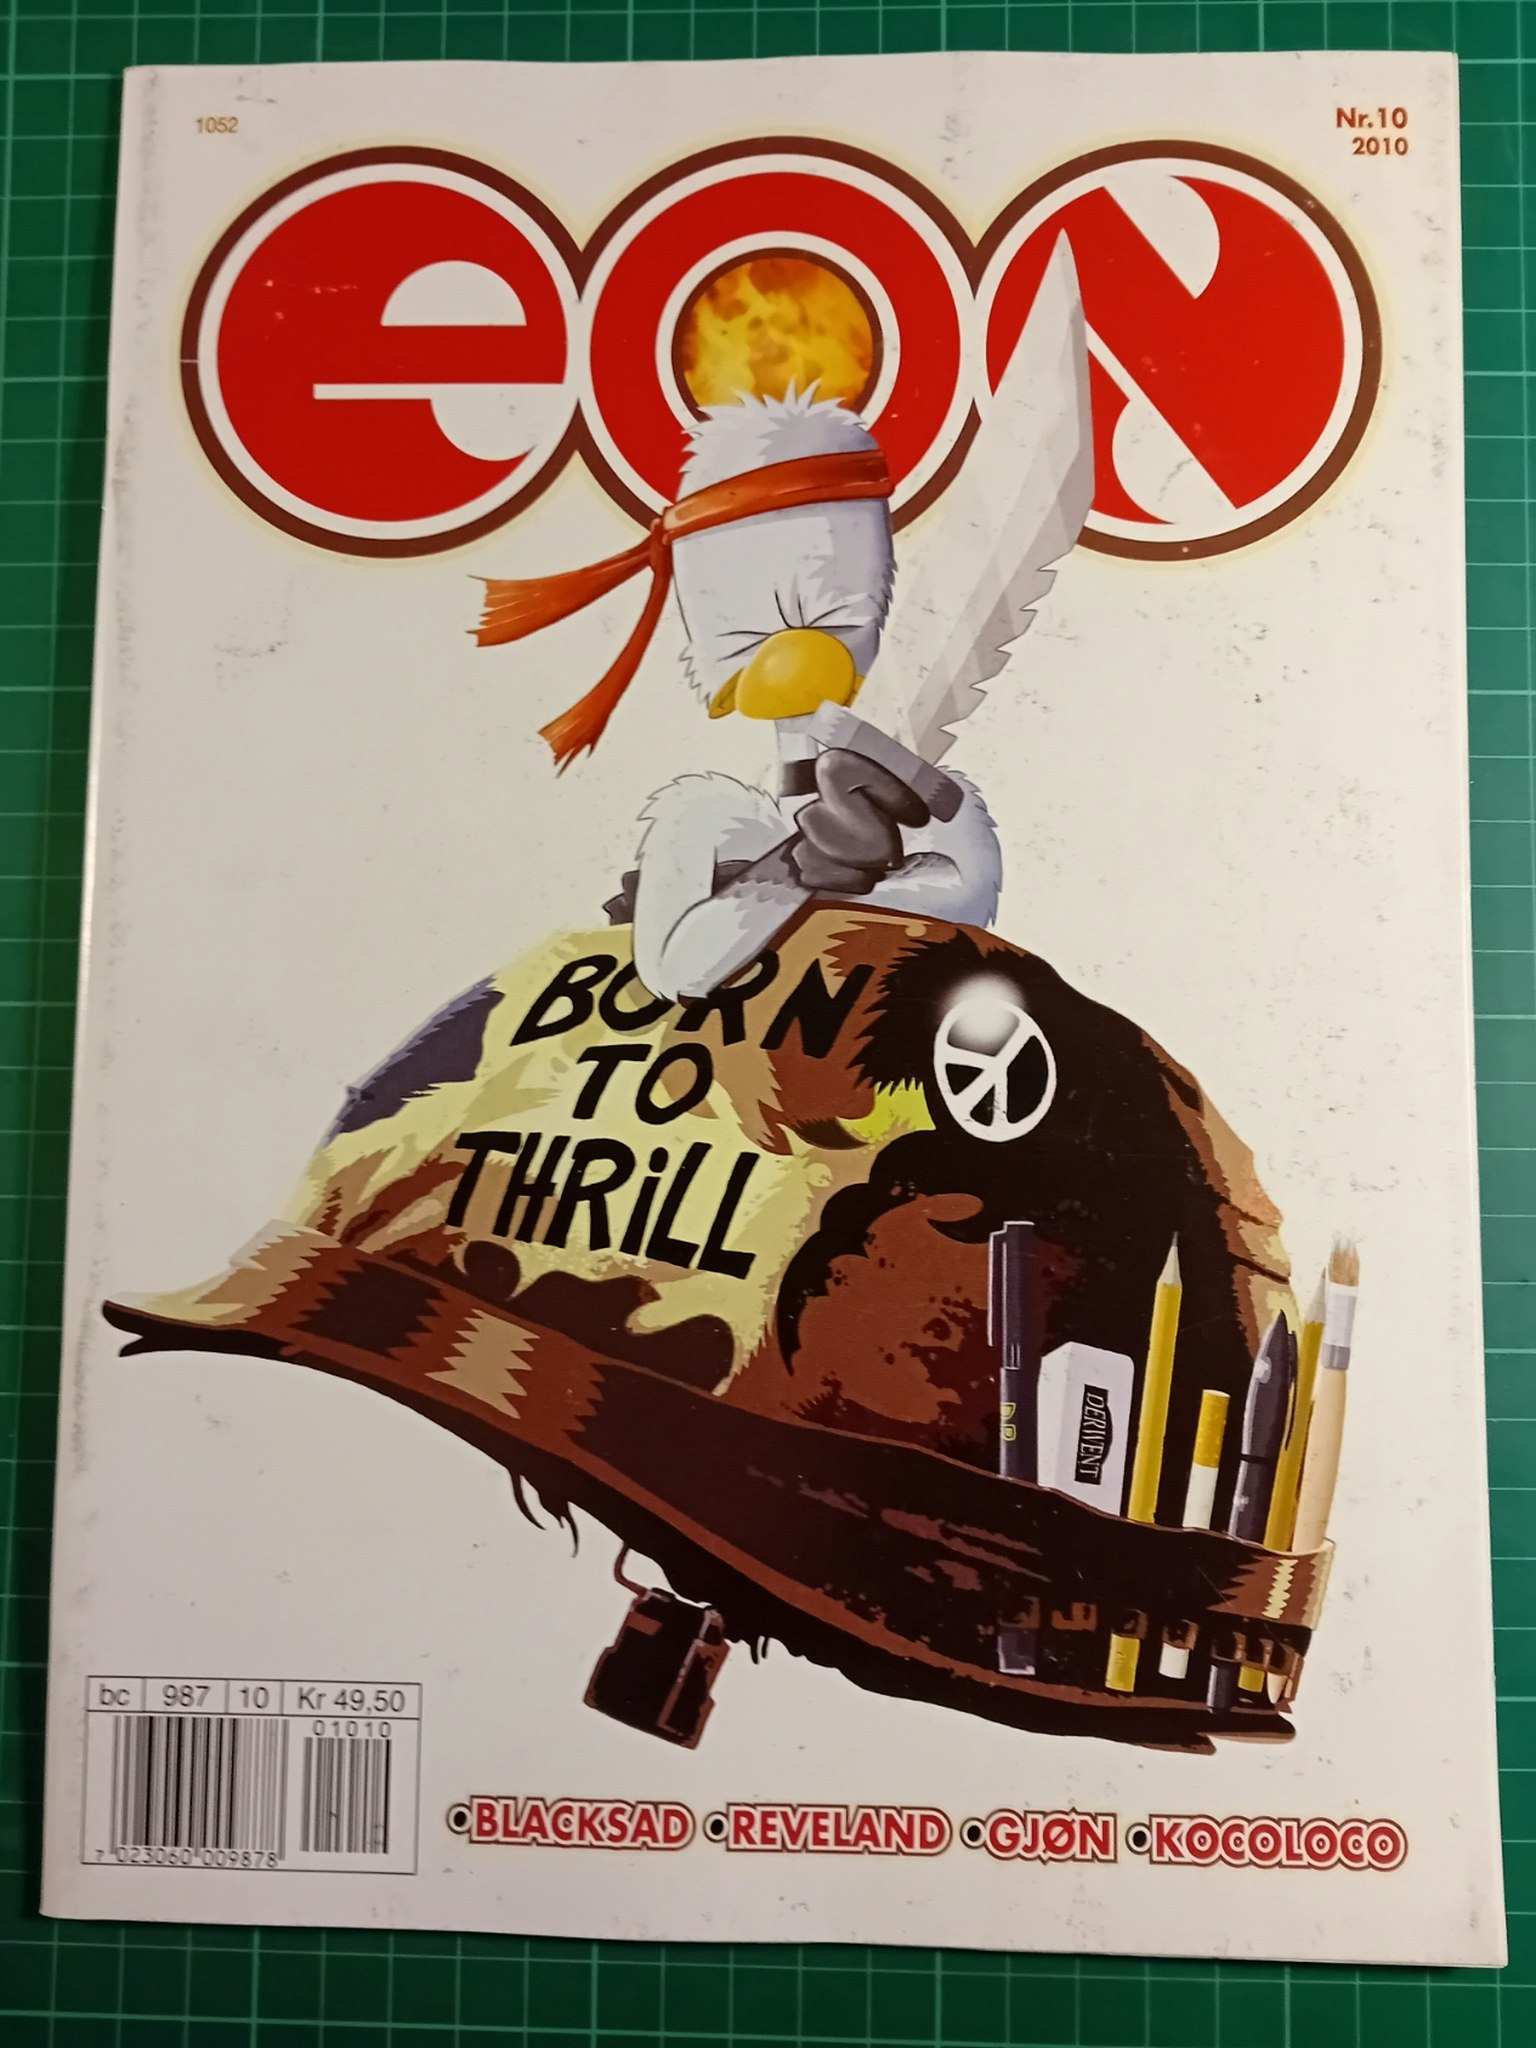 1052
Nr.10
2010
eON
BORN
TO
THRiLL
DERWENT
bc 987 10 Kr 49,50
01010
7 023060 009878
•BLACKSAD •REVELAND •GJØN •KOCOLOCO